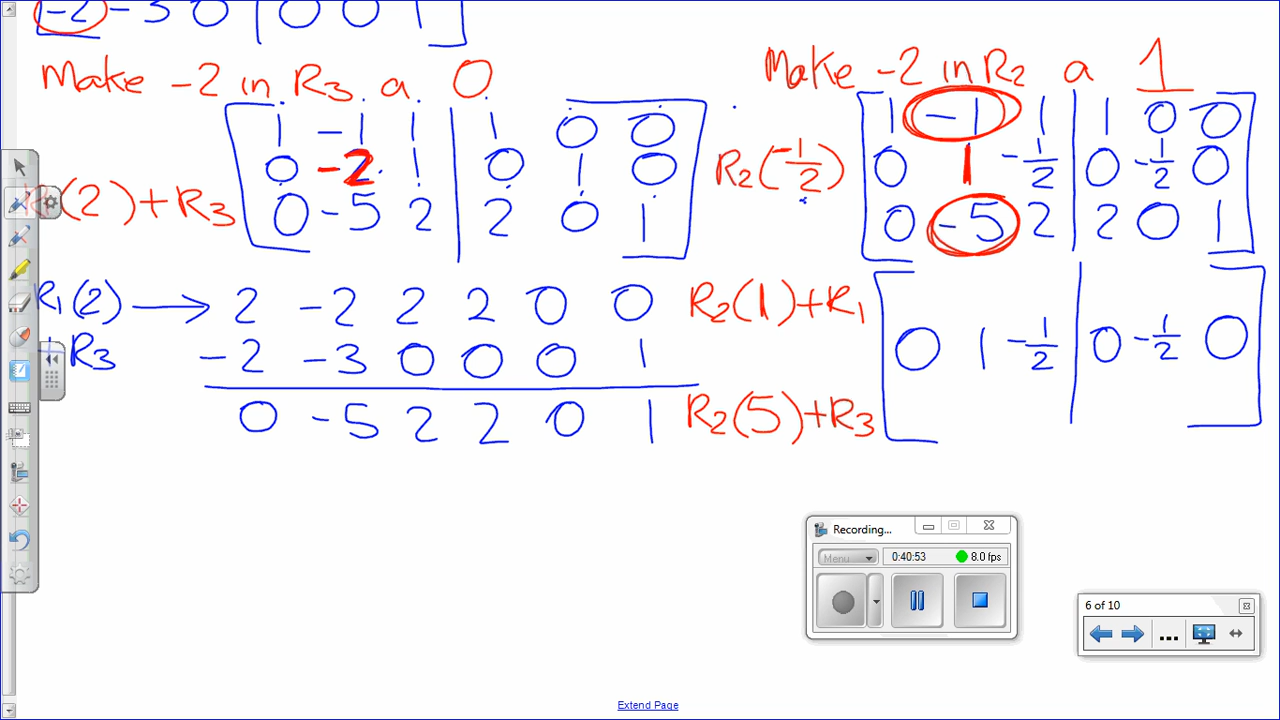 -2 -3 0 | 0 0 1
Make -2 in R3 a 0
1 -1 1 | 1 0 0
0 -2 1 | 0 1 0
R1(2)+R3 0 -5 2 | 2 0 1
R1(2) → 2 -2 2 2 0 0
+R3 -2 -3 0 0 0 1
0 -5 2 2 0 1
Make -2 in R2 a 1
1 -1 1 | 1 0 0
R2(-1/2) 0 1 -1/2 | 0 -1/2 0
0 -5 2 | 2 0 1
R2(1)+R1
0 1 -1/2 | 0 -1/2 0
R2(5)+R3
Recording...
Menu 0:40:53 8.0 fps
6 of 10
...
Extend Page